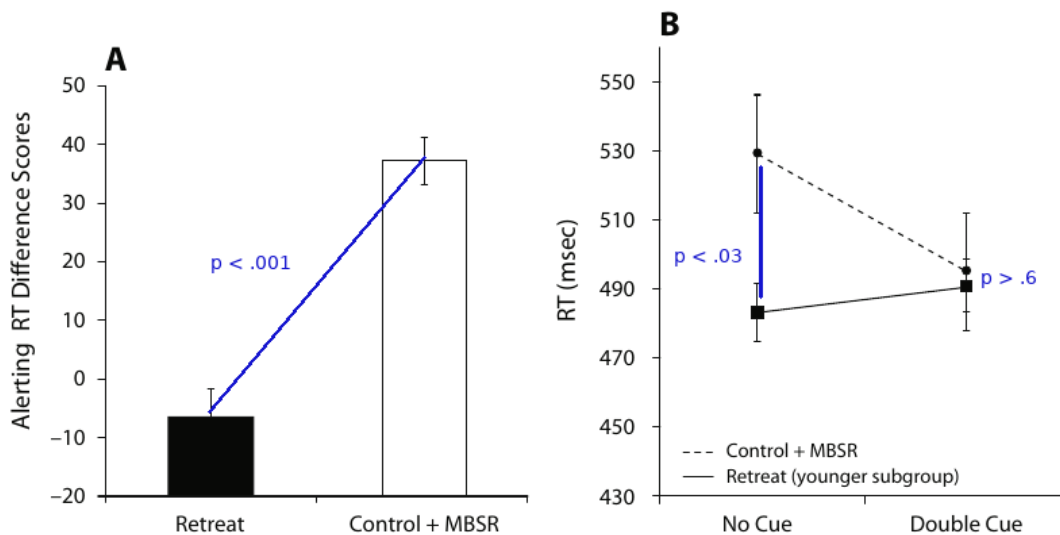 A
Alerting RT Difference Scores
50
40
30
20
10
0
−10
−20
p < .001
Retreat
Control + MBSR
B
RT (msec)
550
530
510
490
470
450
430
p < .03
p > .6
Control + MBSR
Retreat (younger subgroup)
No Cue
Double Cue